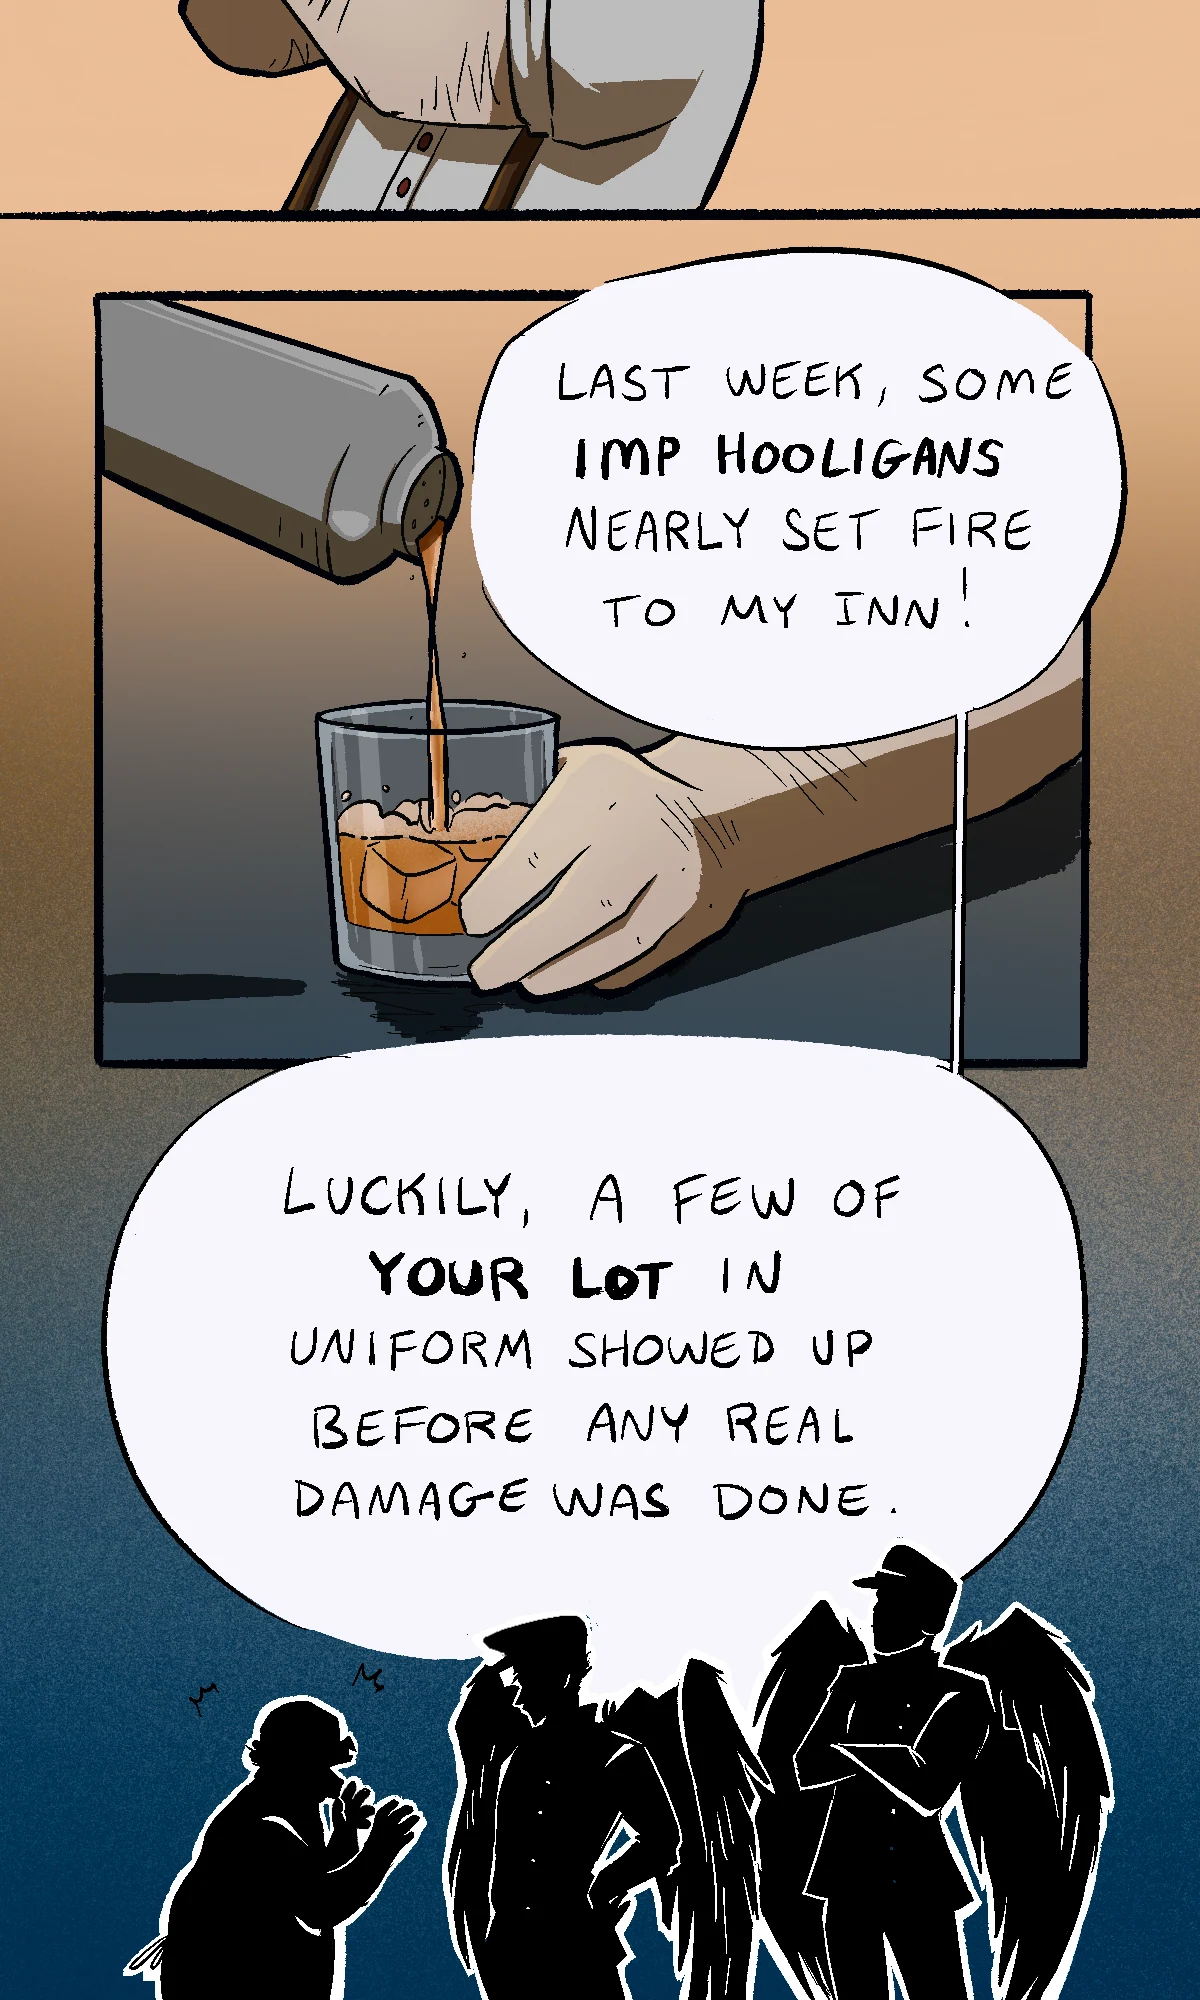 LAST WEEK, SOME
IMP HOOLIGANS
NEARLY SET FIRE
TO MY INN!
LUCKILY, A FEW OF
YOUR LOT IN
UNIFORM SHOWED UP
BEFORE ANY REAL
DAMAGE WAS DONE.